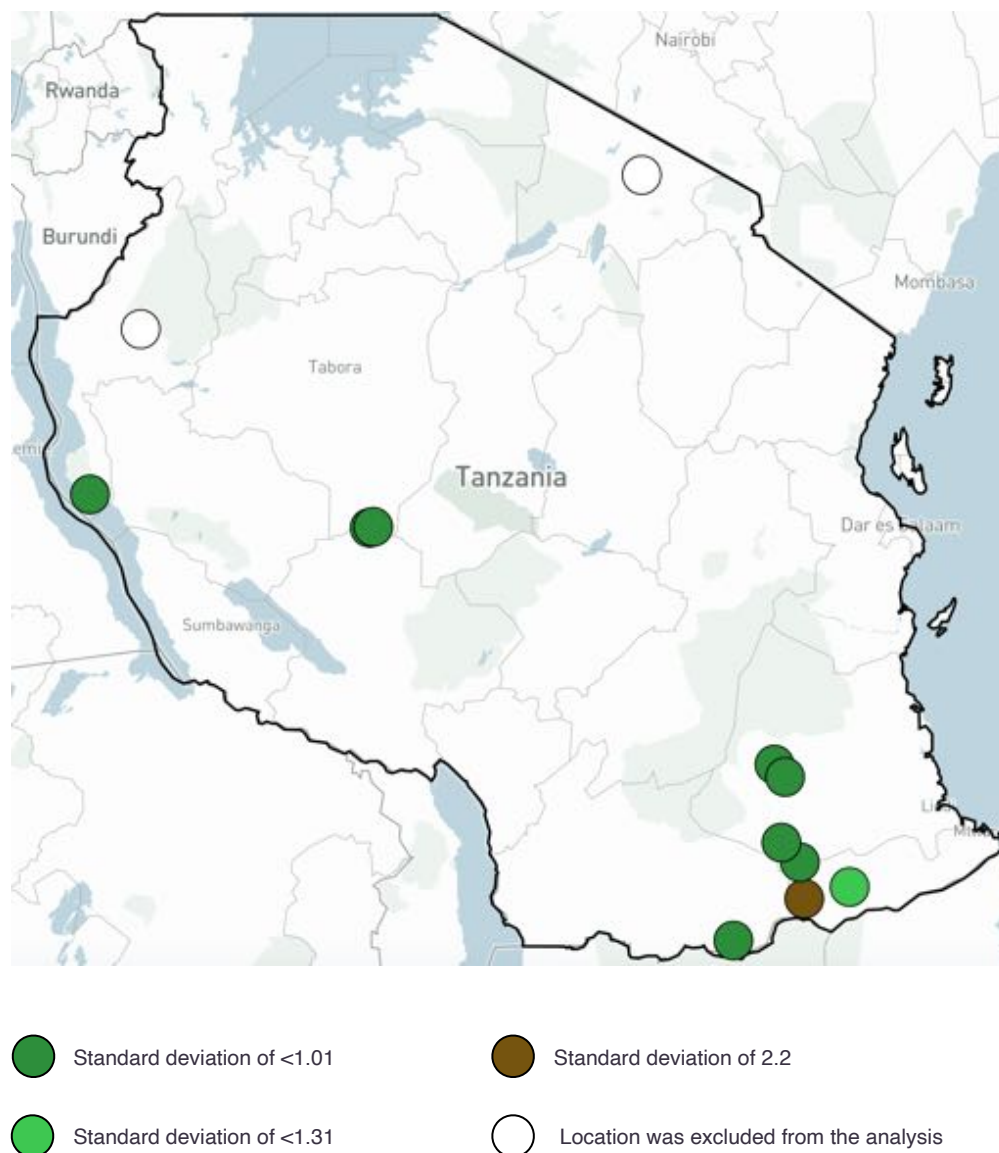 Nairobi
Rwanda
Burundi
Mombasa
Tabora
Tanzania
Dar es Salaam
Sumbawanga
Standard deviation of <1.01
Standard deviation of 2.2
Standard deviation of <1.31
Location was excluded from the analysis